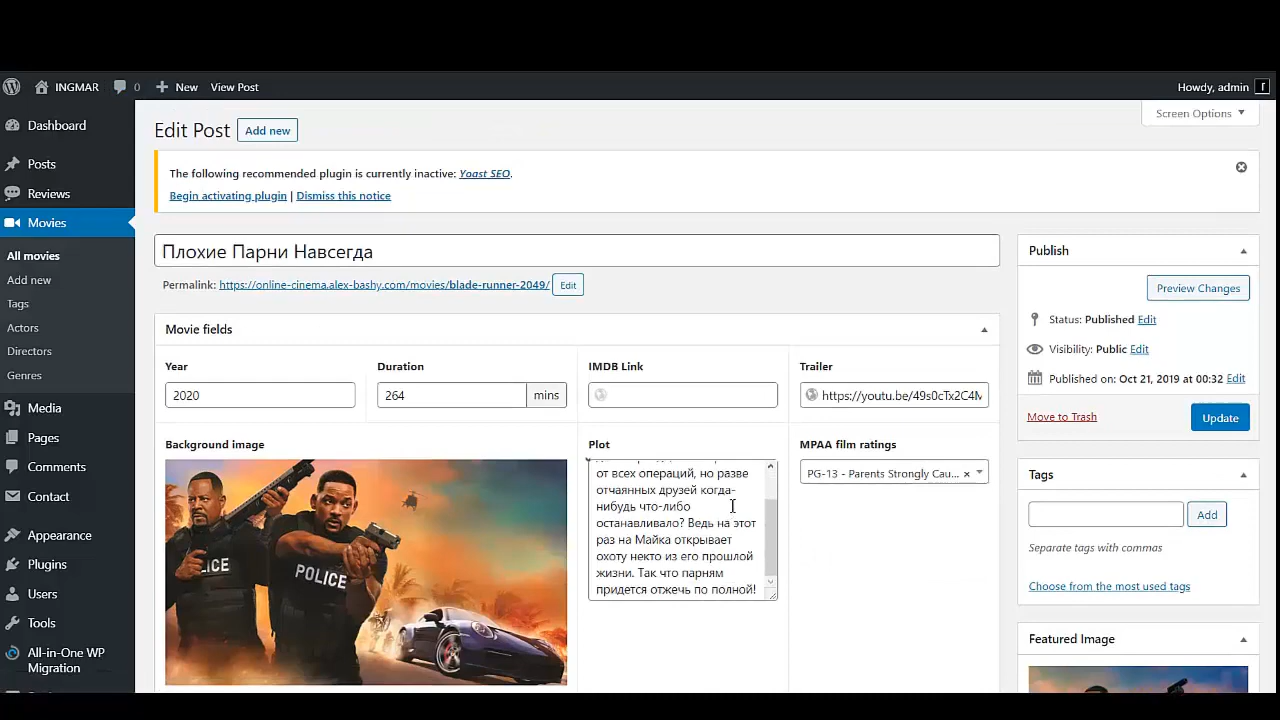 INGMAR 0 New View Post Howdy, admin
Screen Options
Dashboard
Posts
Reviews
Movies
All movies
Add new
Tags
Actors
Directors
Genres
Media
Pages
Comments
Contact
Appearance
Plugins
Users
Tools
All-in-One WP
Migration
Edit Post Add new
The following recommended plugin is currently inactive: Yoast SEO.
Begin activating plugin | Dismiss this notice
Плохие Парни Навсегда
Permalink: https://online-cinema.alex-bashy.com/movies/blade-runner-2049/ Edit
Movie fields
Year
2020
Duration
264 mins
IMDB Link
Trailer
https://youtu.be/49s0cTx2C4M
Background image
POLICE
POLICE
Plot
от всех операций, но разве
отчаянных друзей когда-
нибудь что-либо
останавливало? Ведь на этот
раз на Майка открывает
охоту некто из его прошлой
жизни. Так что парням
придется отжечь по полной!
MPAA film ratings
PG-13 - Parents Strongly Cau... ×
Publish
Preview Changes
Status: Published Edit
Visibility: Public Edit
Published on: Oct 21, 2019 at 00:32 Edit
Move to Trash Update
Tags
Add
Separate tags with commas
Choose from the most used tags
Featured Image